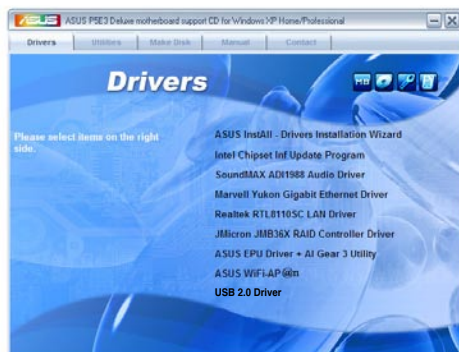 ASUS P5E3 Deluxe motherboard support CD for Windows XP Home/Professional
Drivers Utilities Make Disk Manual Contact
Drivers
Please select items on the right side.
ASUS InstAll - Drivers Installation Wizard
Intel Chipset Inf Update Program
SoundMAX ADI1988 Audio Driver
Marvell Yukon Gigabit Ethernet Driver
Realtek RTL8110SC LAN Driver
JMicron JMB36X RAID Controller Driver
ASUS EPU Driver + AI Gear 3 Utility
ASUS WiFi-AP @n
USB 2.0 Driver